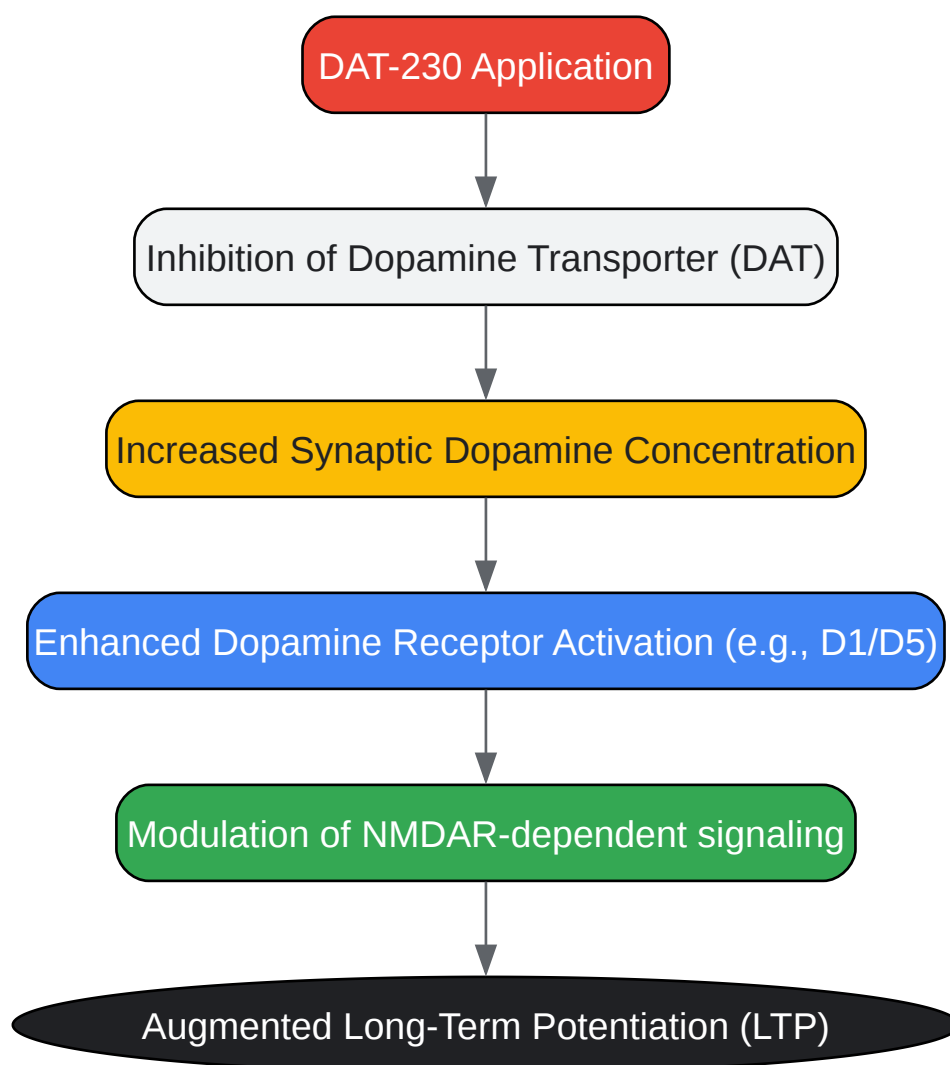 DAT-230 Application
Inhibition of Dopamine Transporter (DAT)
Increased Synaptic Dopamine Concentration
Enhanced Dopamine Receptor Activation (e.g., D1/D5)
Modulation of NMDAR-dependent signaling
Augmented Long-Term Potentiation (LTP)